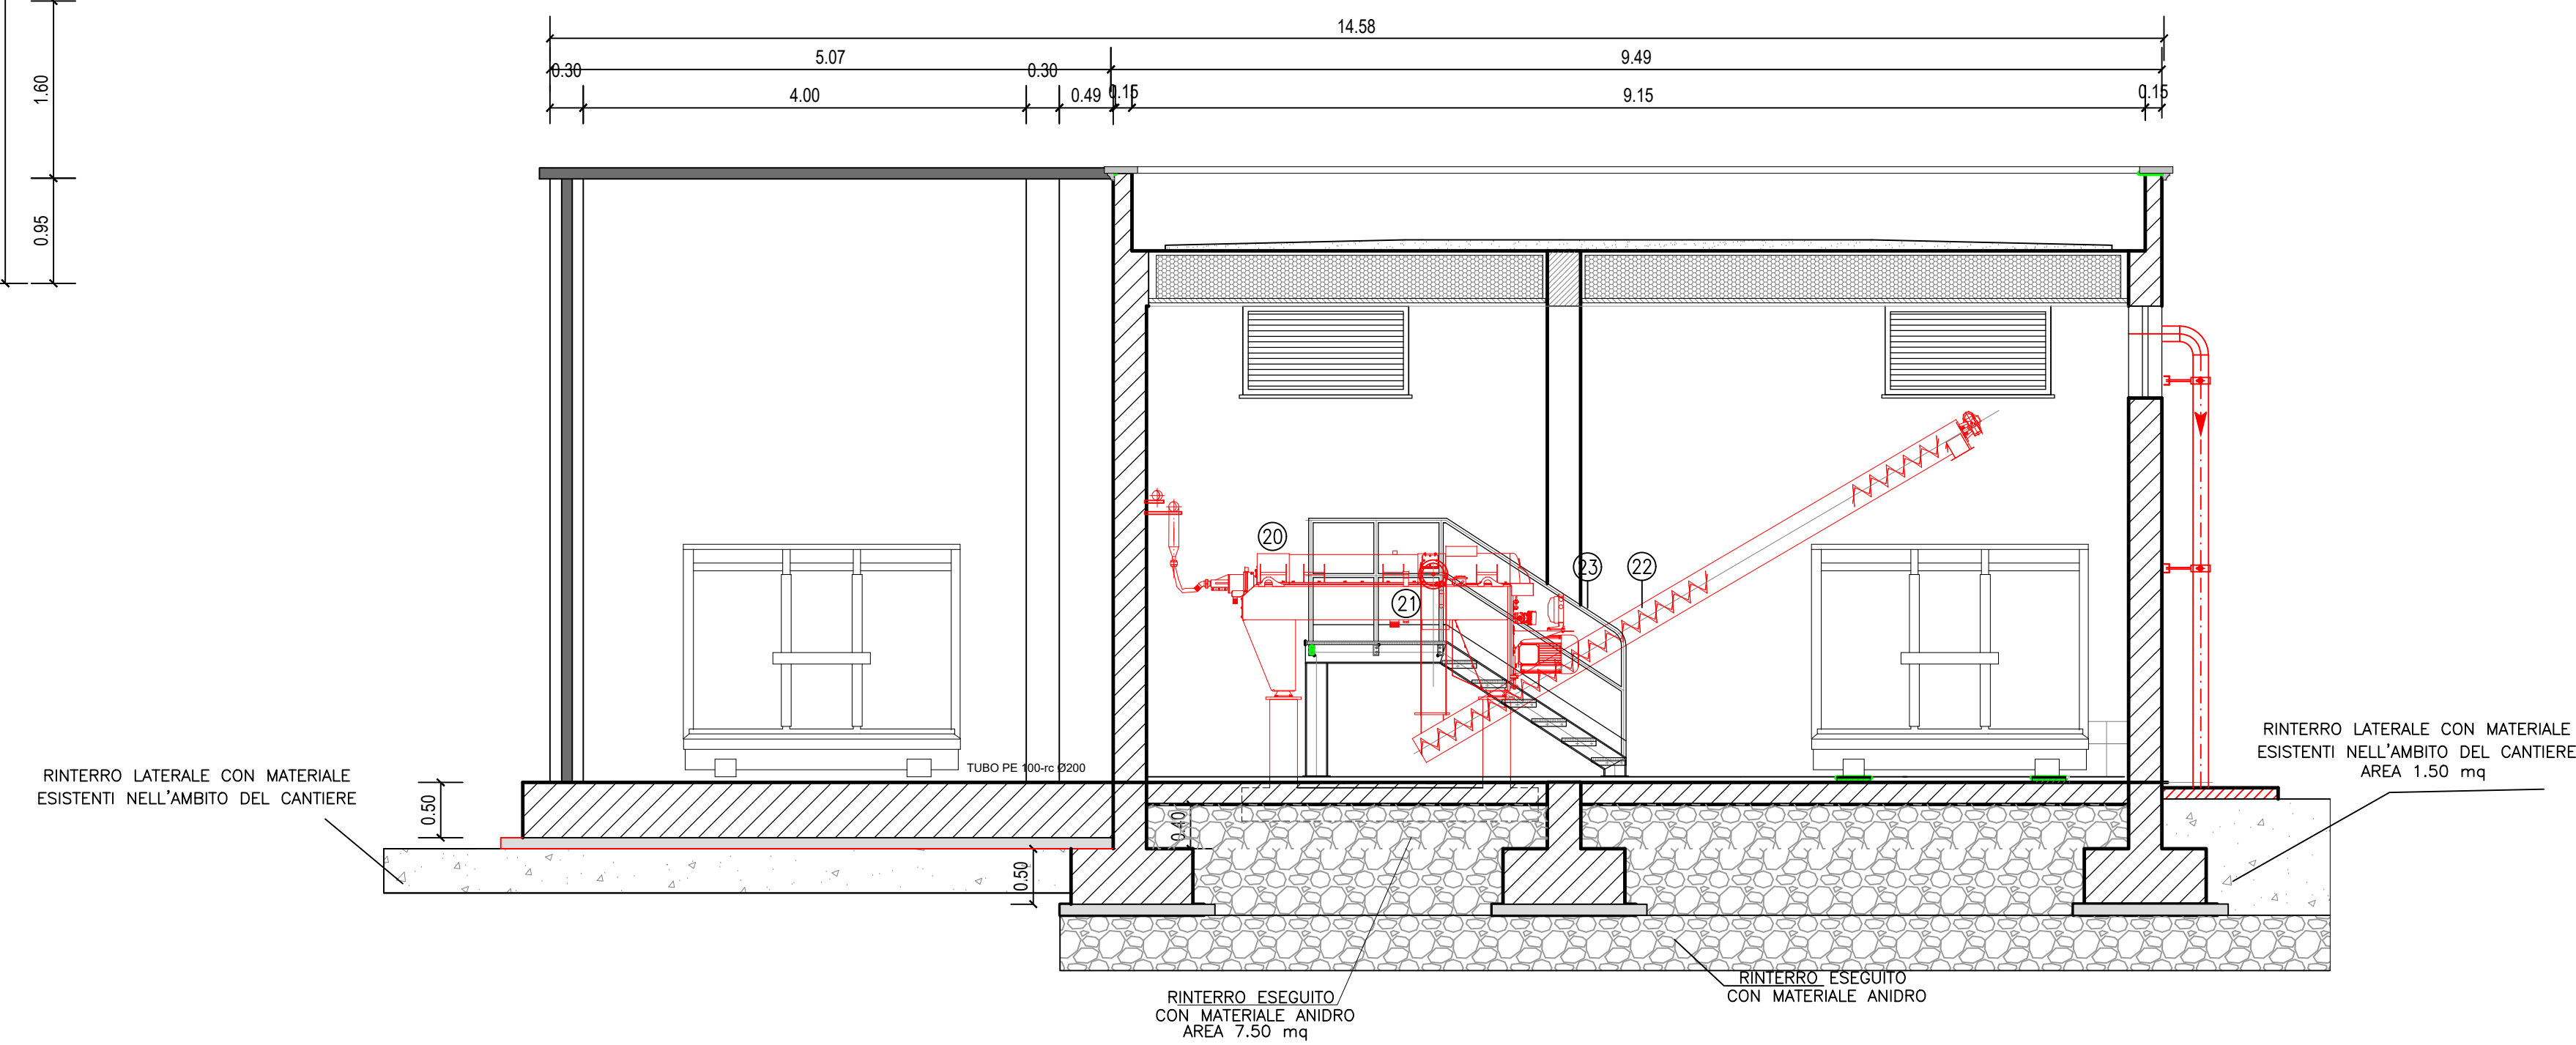 14.58
5.07
9.49
0.30
0.30
4.00
0.49
0.15
9.15
0.15
1.60
0.95
20
23
22
21
TUBO PE 100-rc Ø200
RINTERRO LATERALE CON MATERIALE
ESISTENTI NELL'AMBITO DEL CANTIERE
0.50
0.40
0.50
RINTERRO LATERALE CON MATERIALE
ESISTENTI NELL'AMBITO DEL CANTIERE
AREA 1.50 mq
RINTERRO ESEGUITO
CON MATERIALE ANIDRO
AREA 7.50 mq
RINTERRO ESEGUITO
CON MATERIALE ANIDRO